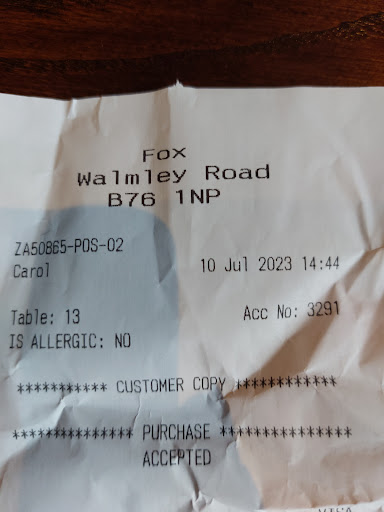 Fox
Walmley Road
B76 1NP
ZA50865-POS-02
Carol
10 Jul 2023 14:44
Table: 13
Acc No: 3291
IS ALLERGIC: NO
*********** CUSTOMER COPY ************
************** PURCHASE ***************
ACCEPTED